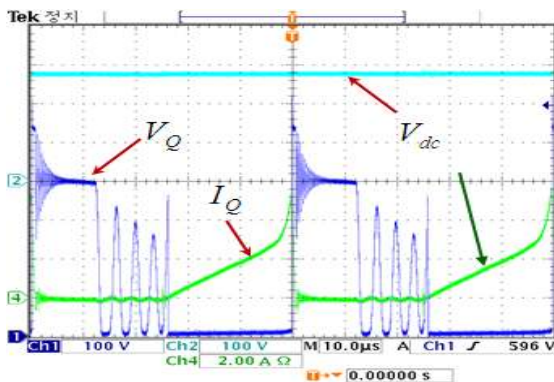 Tek 정지
T
T
V_Q
V_dc
2
I_Q
4
1
Ch1 100 V Ch2 100 V M 10.0µs A Ch1 ∫ 596 V
Ch4 2.00 A Ω
T→▼ 0.00000 s